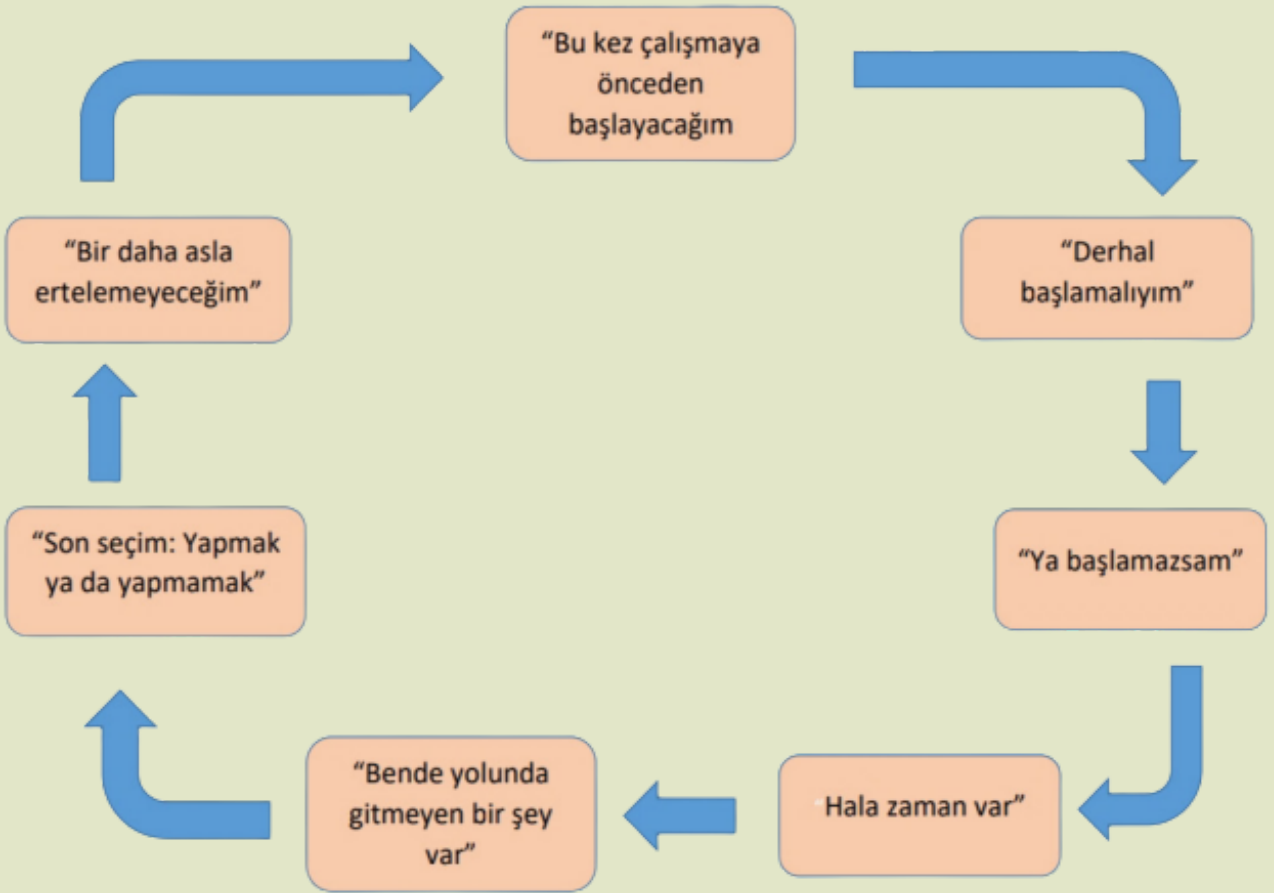 “Bu kez çalışmaya
önceden
başlayacağım
“Derhal
başlamalıyım”
“Ya başlamazsam”
“Hala zaman var”
“Bende yolunda
gitmeyen bir şey
var”
“Son seçim: Yapmak
ya da yapmamak”
“Bir daha asla
ertelemeyeceğim”